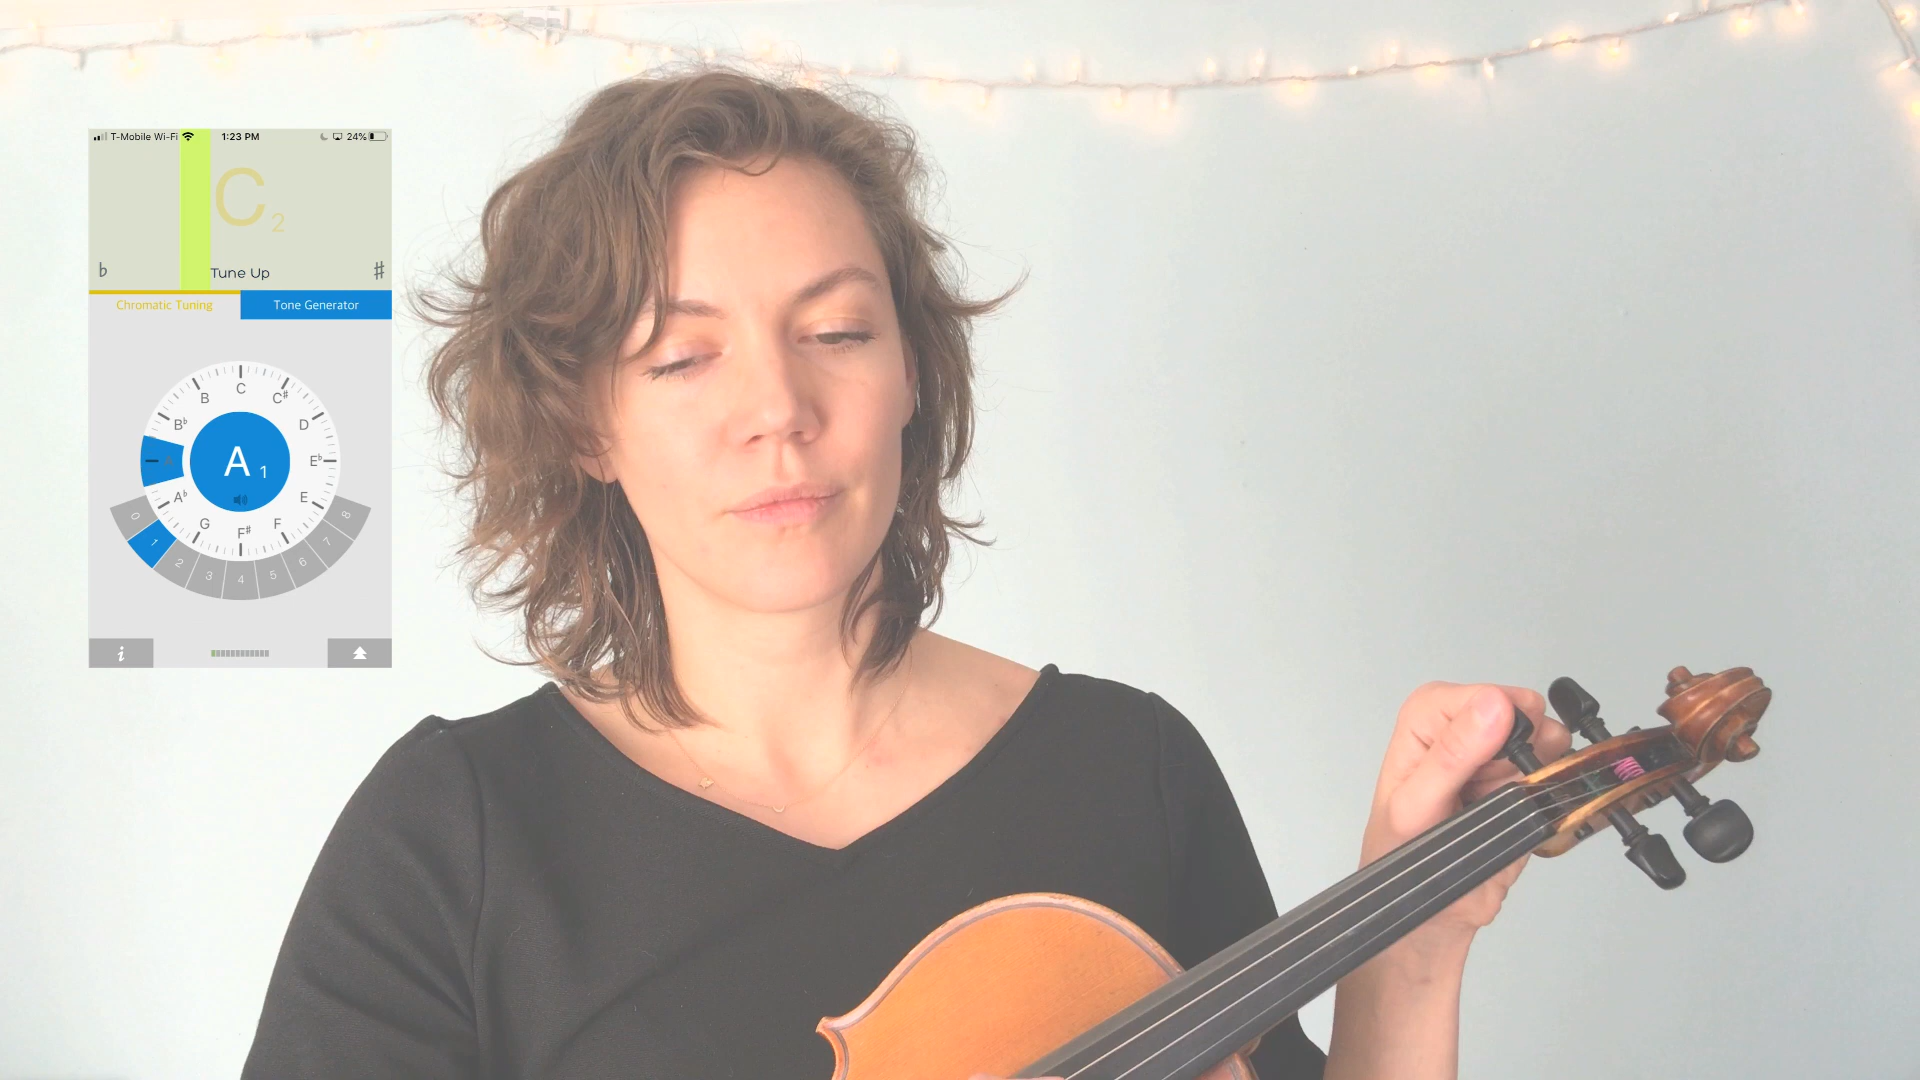 T-Mobile Wi-Fi 1:23 PM 24%
C2
b #
Tune Up
Chromatic Tuning Tone Generator
C
B C#
Bb D
A 1 Eb
Ab E
G F
F#
0 1 2 3 4 5 6 7 8
i